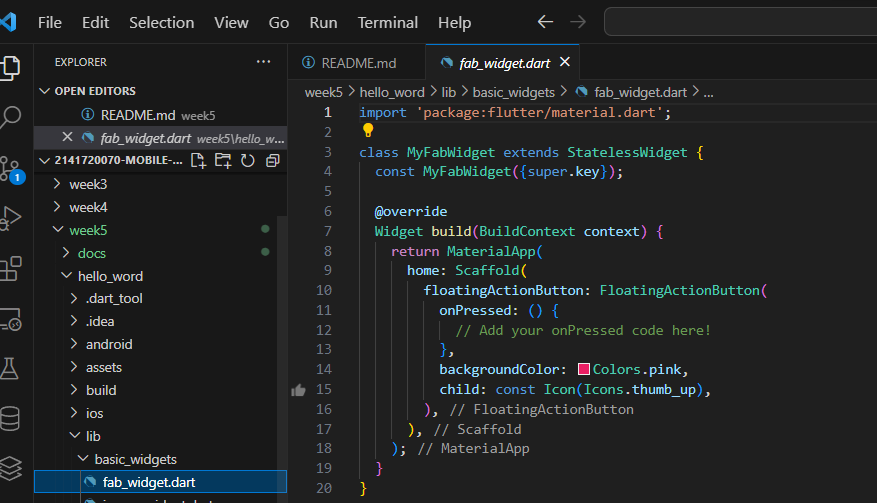 File Edit Selection View Go Run Terminal Help
EXPLORER ...
OPEN EDITORS
README.md week5
fab_widget.dart week5\hello_w...
2141720070-MOBILE-...
week3
week4
week5
docs
hello_word
.dart_tool
.idea
android
assets
build
ios
lib
basic_widgets
fab_widget.dart
1
README.md
fab_widget.dart
week5 > hello_word > lib > basic_widgets > fab_widget.dart > ...
1 import 'package:flutter/material.dart';
2
3 class MyFabWidget extends StatelessWidget {
4 const MyFabWidget({super.key});
5
6 @override
7 Widget build(BuildContext context) {
8 return MaterialApp(
9 home: Scaffold(
10 floatingActionButton: FloatingActionButton(
11 onPressed: () {
12 // Add your onPressed code here!
13 },
14 backgroundColor: Colors.pink,
15 child: const Icon(Icons.thumb_up),
16 ), // FloatingActionButton
17 ), // Scaffold
18 ); // MaterialApp
19 }
20 }